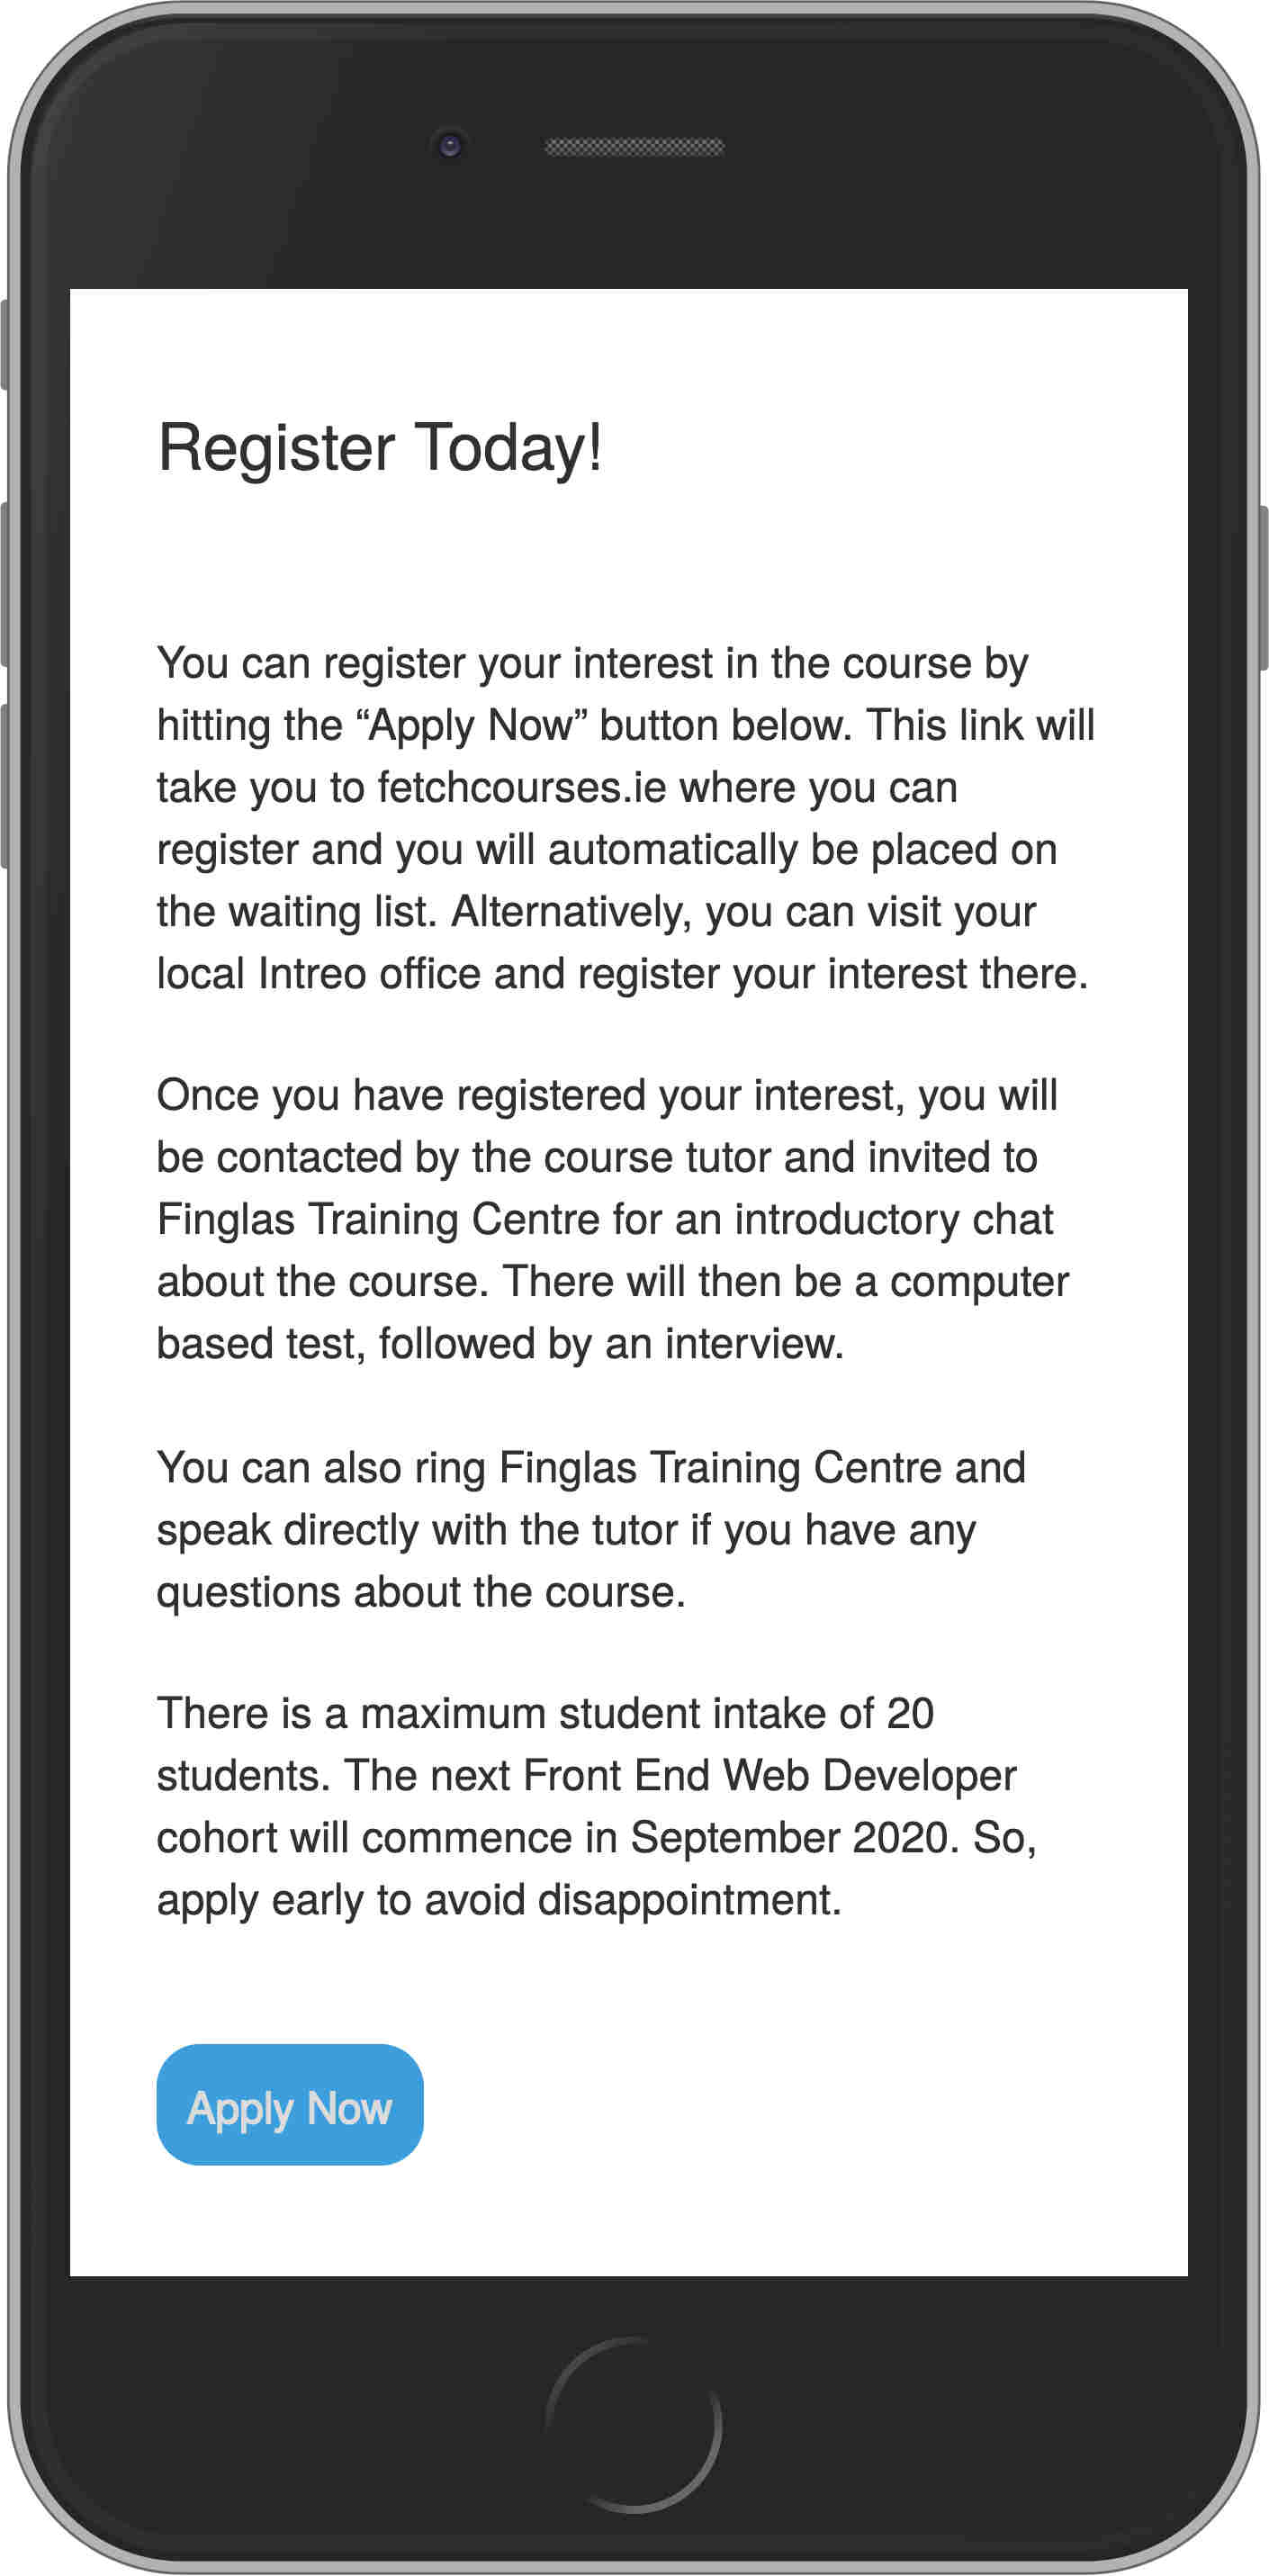 Register Today!
You can register your interest in the course by
hitting the “Apply Now” button below. This link will
take you to fetchcourses.ie where you can
register and you will automatically be placed on
the waiting list. Alternatively, you can visit your
local Intreo office and register your interest there.
Once you have registered your interest, you will
be contacted by the course tutor and invited to
Finglas Training Centre for an introductory chat
about the course. There will then be a computer
based test, followed by an interview.
You can also ring Finglas Training Centre and
speak directly with the tutor if you have any
questions about the course.
There is a maximum student intake of 20
students. The next Front End Web Developer
cohort will commence in September 2020. So,
apply early to avoid disappointment.
Apply Now